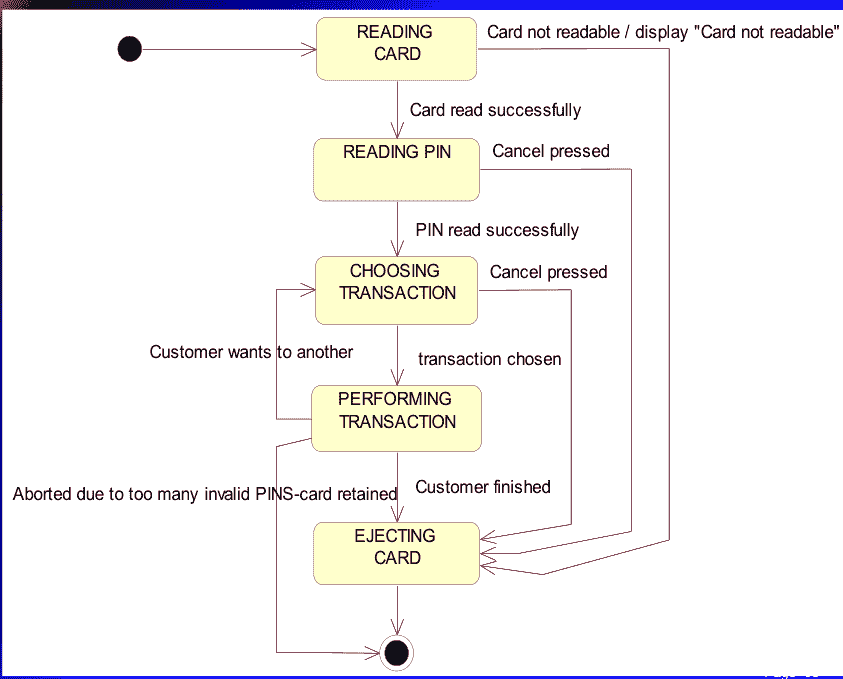 READING
CARD
Card not readable / display "Card not readable"
Card read successfully
READING PIN
Cancel pressed
PIN read successfully
CHOOSING
TRANSACTION
Cancel pressed
Customer wants to another
transaction chosen
PERFORMING
TRANSACTION
Aborted due to too many invalid PINS-card retained
Customer finished
EJECTING
CARD